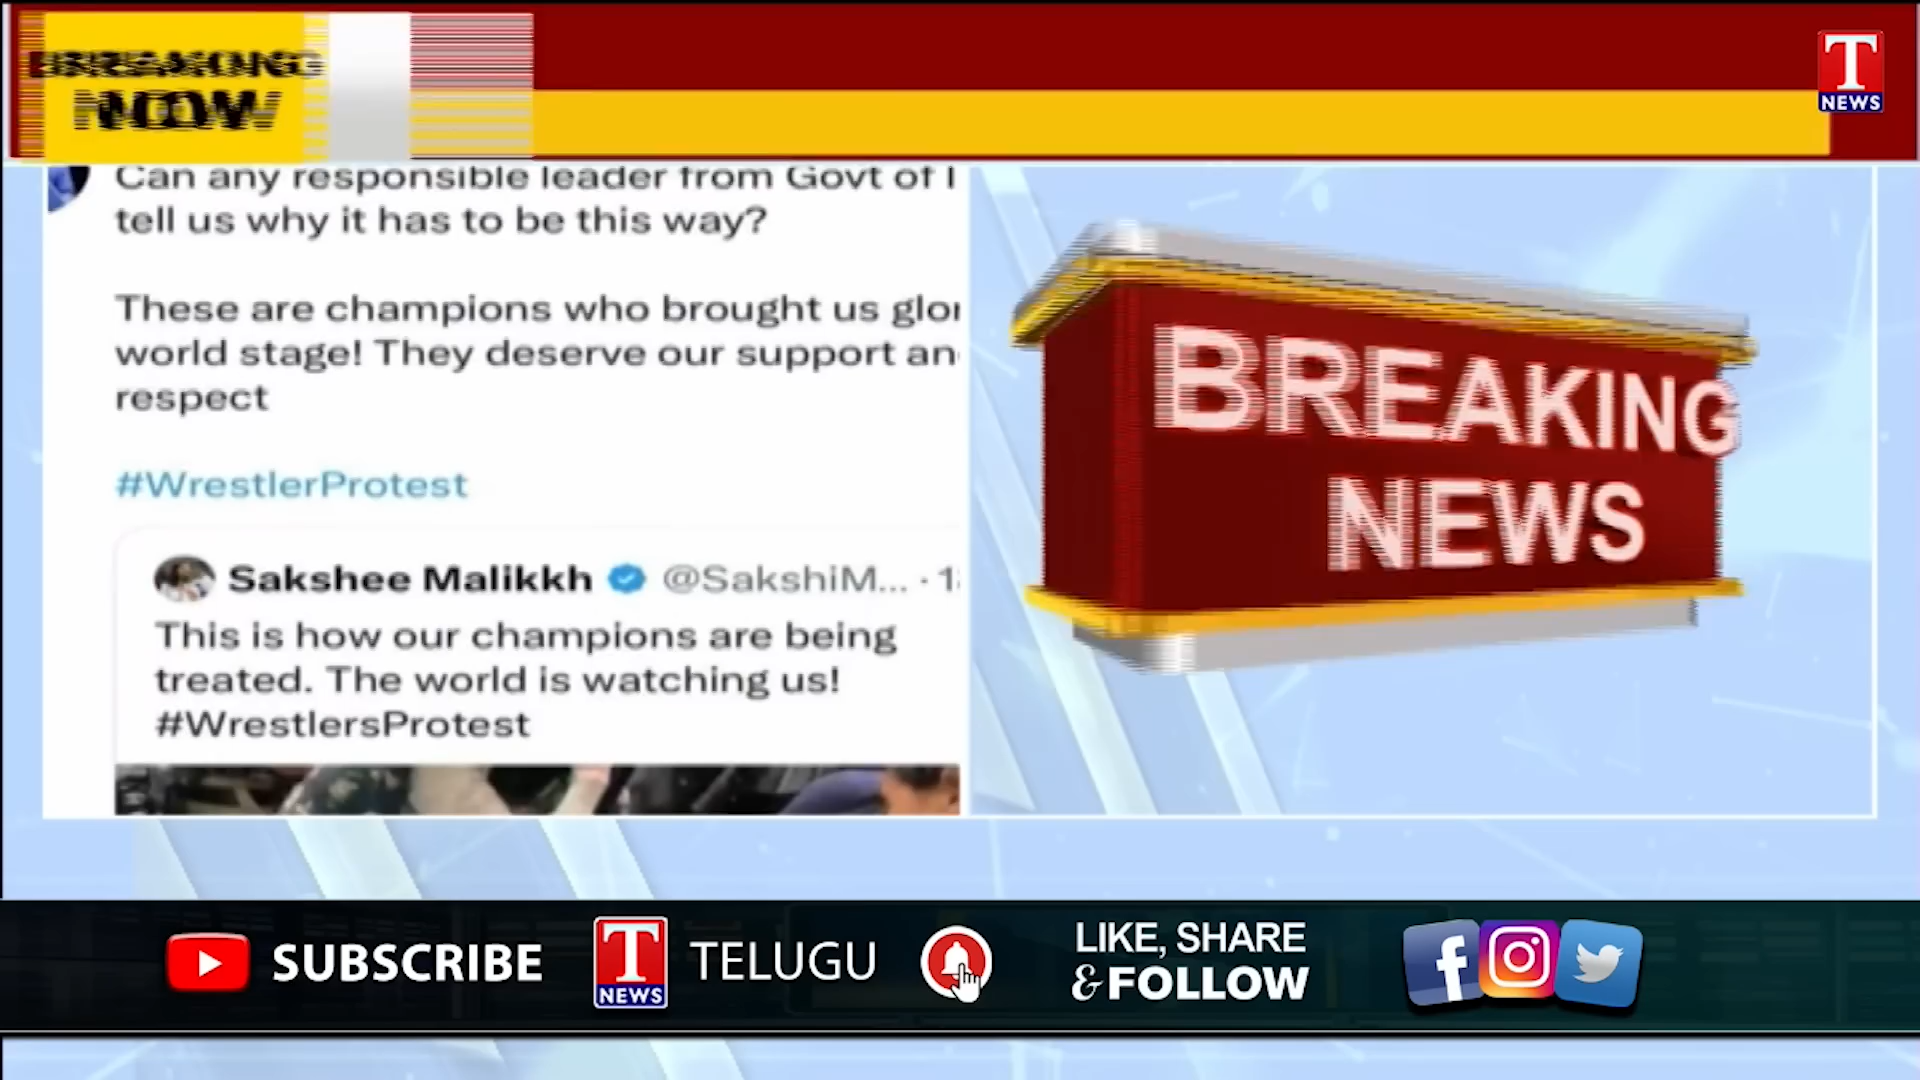 BREAKING
NOW
T
NEWS
Can any responsible leader from Govt of I
tell us why it has to be this way?
These are champions who brought us glor
world stage! They deserve our support an
respect
#WrestlerProtest
Sakshee Malikkh @SakshiM... · 1
This is how our champions are being
treated. The world is watching us!
#WrestlersProtest
BREAKING
NEWS
SUBSCRIBE
T
NEWS
TELUGU
LIKE, SHARE
& FOLLOW